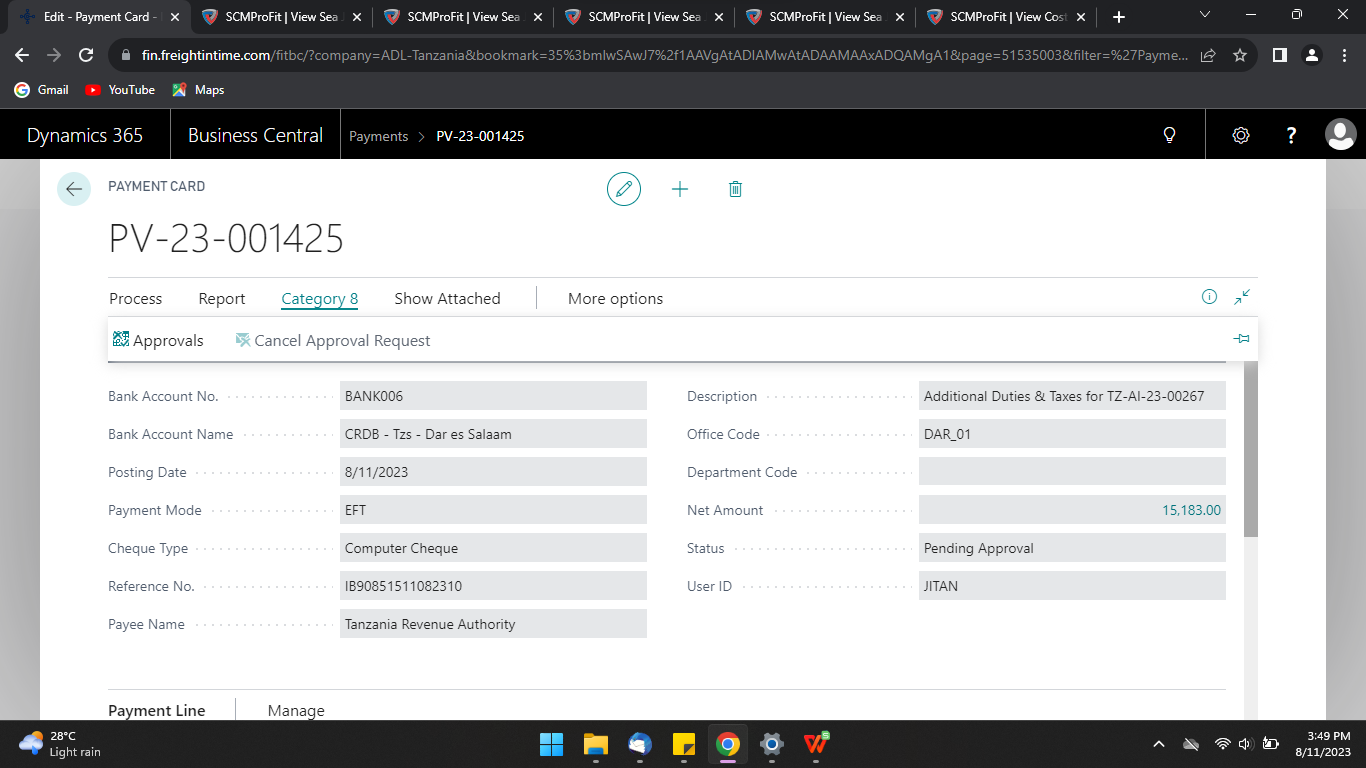 Edit - Payment Card -
SCMProFit | View Sea
SCMProFit | View Sea
SCMProFit | View Sea
SCMProFit | View Sea
SCMProFit | View Cost
fin.freightintime.com/fitbc/?company=ADL-Tanzania&bookmark=35%3bmlwSAwJ7%2f1AAVgAtADIAMwAtADAAMAAxADQAMgA1&page=51535003&filter=%27Payme...
Gmail
YouTube
Maps
Dynamics 365
Business Central
Payments > PV-23-001425
PAYMENT CARD
PV-23-001425
Process
Report
Category 8
Show Attached
More options
Approvals
Cancel Approval Request
Bank Account No.
BANK006
Description
Additional Duties & Taxes for TZ-AI-23-00267
Bank Account Name
CRDB - Tzs - Dar es Salaam
Office Code
DAR_01
Posting Date
8/11/2023
Department Code
Payment Mode
EFT
Net Amount
15,183.00
Cheque Type
Computer Cheque
Status
Pending Approval
Reference No.
IB90851511082310
User ID
JITAN
Payee Name
Tanzania Revenue Authority
Payment Line
Manage
28°C
Light rain
3:49 PM
8/11/2023